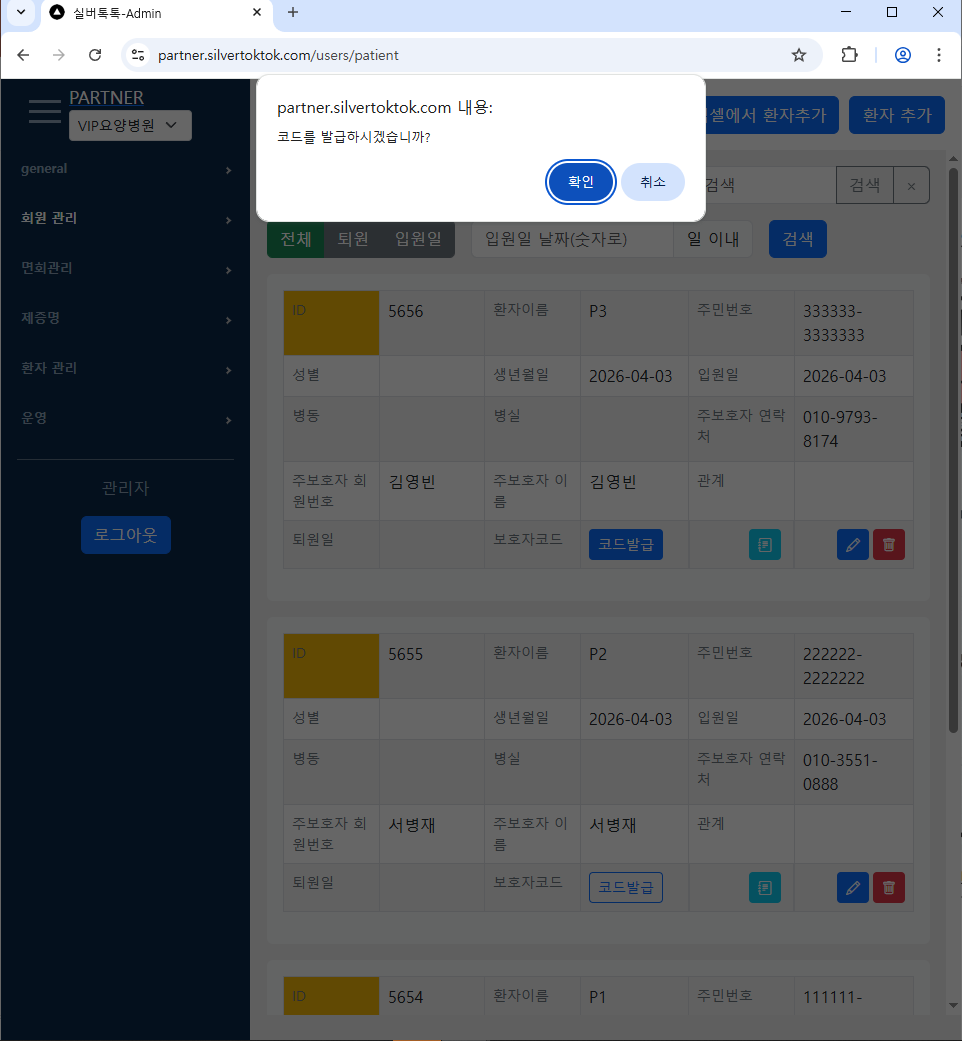 실버톡톡-Admin
partner.silvertoktok.com/users/patient
PARTNER
VIP요양병원
general
회원 관리
면회관리
제증명
환자 관리
운영
관리자
로그아웃
partner.silvertoktok.com 내용:
코드를 발급하시겠습니까?
확인 취소
셀에서 환자추가 환자 추가
검색 검색 ×
전체 퇴원 입원일 입원일 날짜(숫자로) 일 이내 검색
ID 5656 환자이름 P3 주민번호 333333-
3333333
성별 생년월일 2026-04-03 입원일 2026-04-03
병동 병실 주보호자 연락
처 010-9793-
8174
주보호자 회
원번호 김영빈 주보호자 이
름 김영빈 관계
퇴원일 보호자코드 코드발급
ID 5655 환자이름 P2 주민번호 222222-
2222222
성별 생년월일 2026-04-03 입원일 2026-04-03
병동 병실 주보호자 연락
처 010-3551-
0888
주보호자 회
원번호 서병재 주보호자 이
름 서병재 관계
퇴원일 보호자코드 코드발급
ID 5654 환자이름 P1 주민번호 111111-